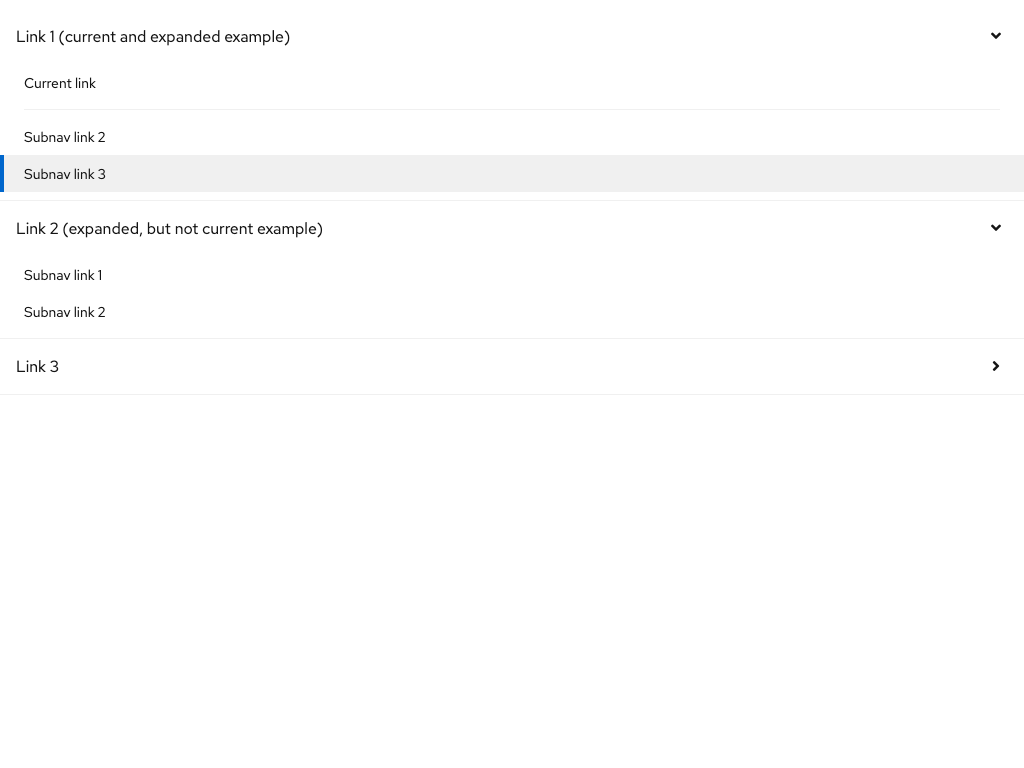 Link 1 (current and expanded example)
Current link
Subnav link 2
Subnav link 3
Link 2 (expanded, but not current example)
Subnav link 1
Subnav link 2
Link 3